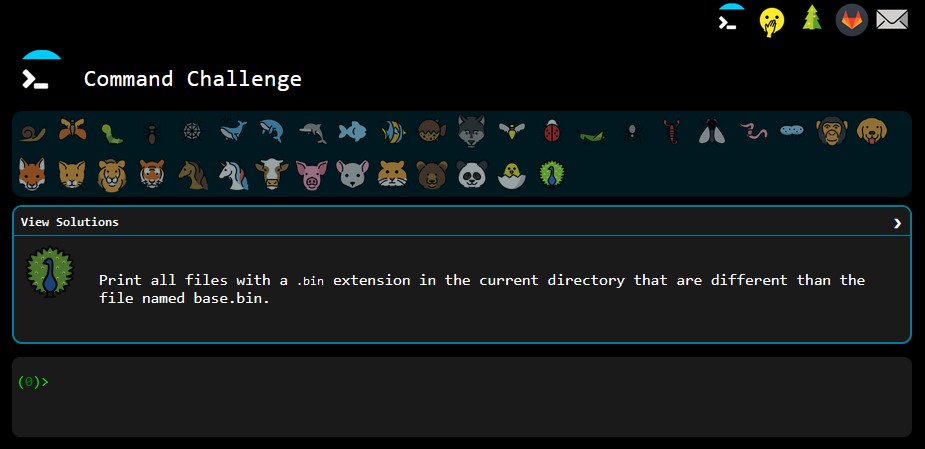 Command Challenge
View Solutions
Print all files with a .bin extension in the current directory that are different than the
file named base.bin.
(0)>